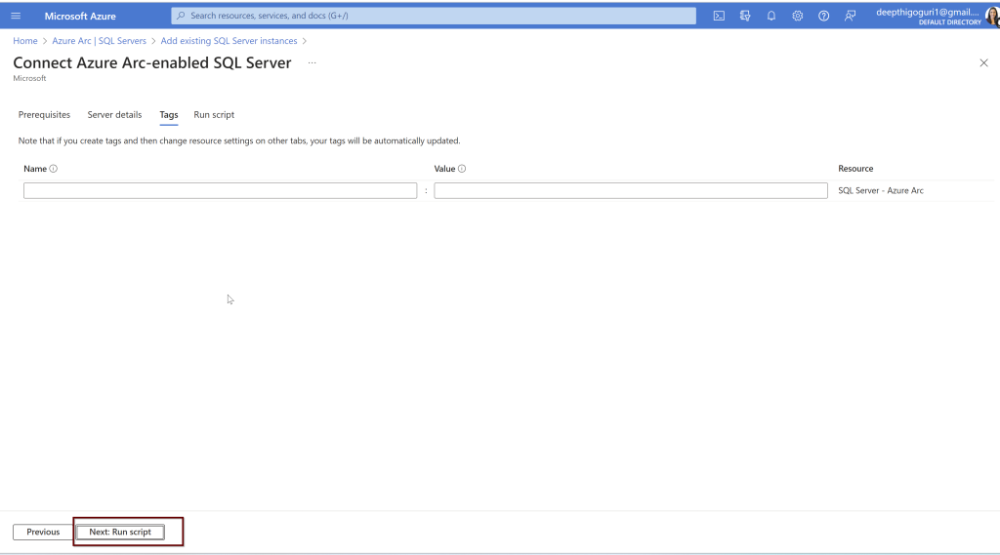 Microsoft Azure
Search resources, services, and docs (G+/)
deepthigoguri1@gmail....
DEFAULT DIRECTORY
Home > Azure Arc | SQL Servers > Add existing SQL Server instances >
Connect Azure Arc-enabled SQL Server ...
Microsoft
Prerequisites Server details Tags Run script
Note that if you create tags and then change resource settings on other tabs, your tags will be automatically updated.
Name Value Resource
: SQL Server - Azure Arc
Previous Next: Run script